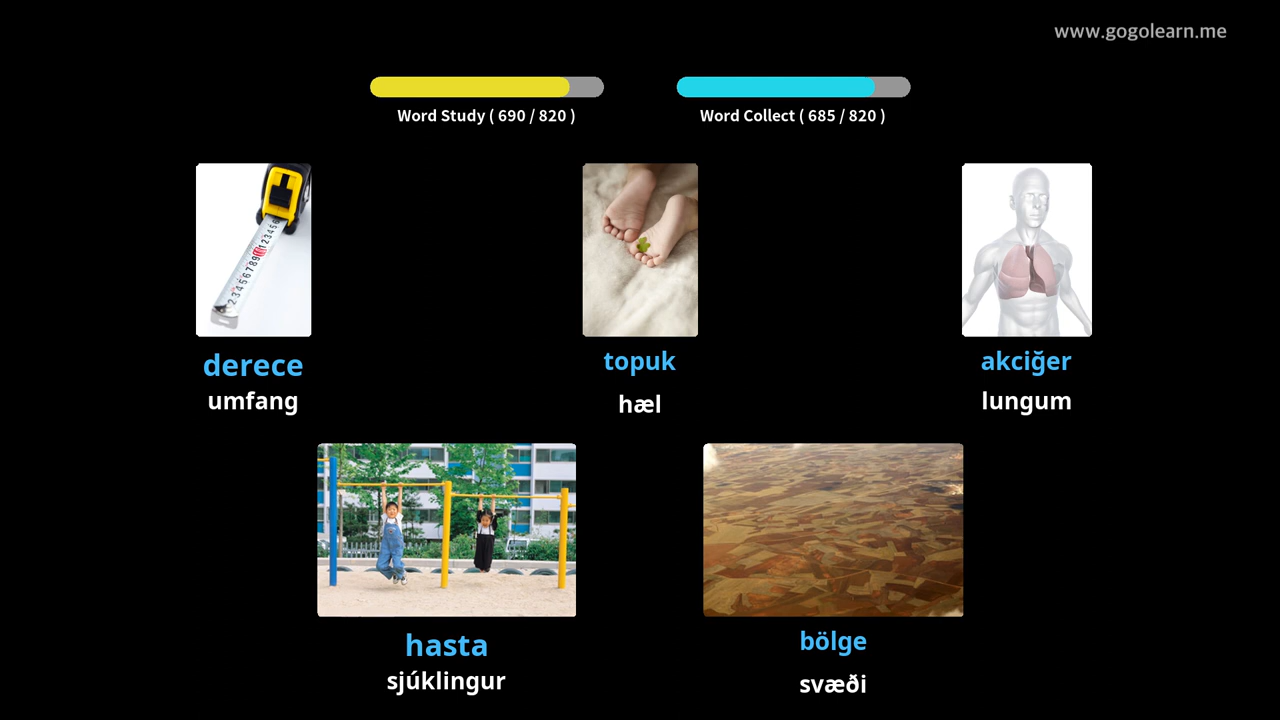 www.gogolearn.me
Word Study ( 690 / 820 )
Word Collect ( 685 / 820 )
derece
umfang
topuk
hæl
akciğer
lungum
hasta
sjúklingur
bölge
svæði